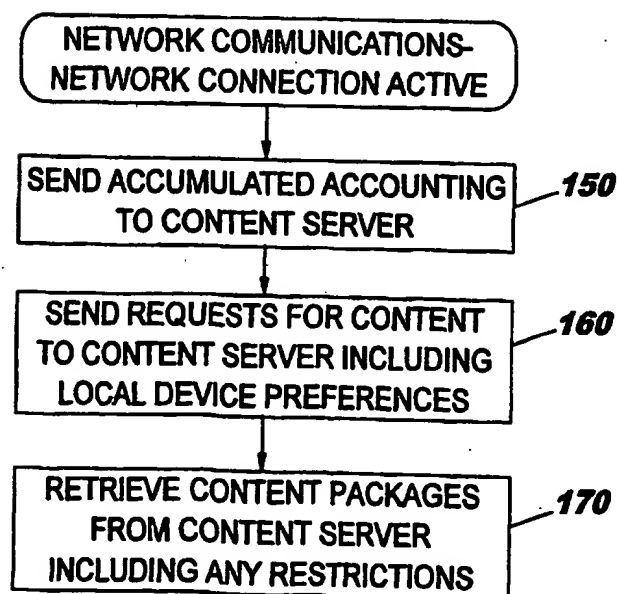 NETWORK COMMUNICATIONS-
NETWORK CONNECTION ACTIVE
SEND ACCUMULATED ACCOUNTING
TO CONTENT SERVER
150
SEND REQUESTS FOR CONTENT
TO CONTENT SERVER INCLUDING
LOCAL DEVICE PREFERENCES
160
RETRIEVE CONTENT PACKAGES
FROM CONTENT SERVER
INCLUDING ANY RESTRICTIONS
170